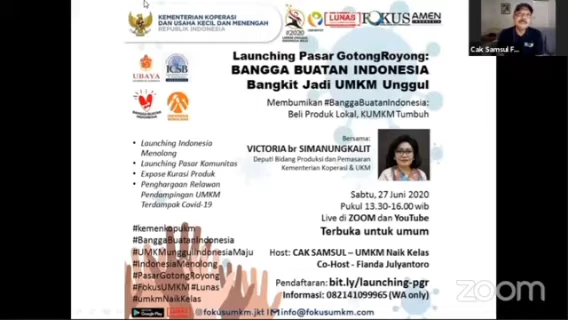 KEMENTERIAN KOPERASI
DAN USAHA KECIL DAN MENENGAH
REPUBLIK INDONESIA
#2020
LUNAS
FOKUS
AMEN
Cak Samsul F...
UBAYA
ICSB
Launching Pasar GotongRoyong:
BANGGA BUATAN INDONESIA
Bangkit Jadi UMKM Unggul
Membumikan #BanggaBuatanIndonesia:
Beli Produk Lokal, KUMKM Tumbuh
Bersama:
VICTORIA br SIMANUNGKALIT
Deputi Bidang Produksi dan Pemasaran
Kementerian Koperasi & UKM
• Launching Indonesia
Menolong
• Launching Pasar Komunitas
• Expose Kurasi Produk
• Penghargaan Relawan
Pendampingan UMKM
Terdampak Covid-19
Sabtu, 27 Juni 2020
Pukul 13.30-16.00 wib
Live di ZOOM dan YouTube
Terbuka untuk umum
#kemenkopukm
#BanggaBuatanIndonesia
#UMKMUnggulIndonesiaMaju
#IndonesiaMenolong
#PasarGotongRoyong
#FokusUMKM #Lunas
#umkmNaikKelas
Host: CAK SAMSUL – UMKM Naik Kelas
Co-Host - Fianda Julyantoro
Pendaftaran: bit.ly/launching-pgr
Informasi: 082141099965 (WA only)
Google Play
fokusumkm.jkt
info@fokusumkm.com
zoom